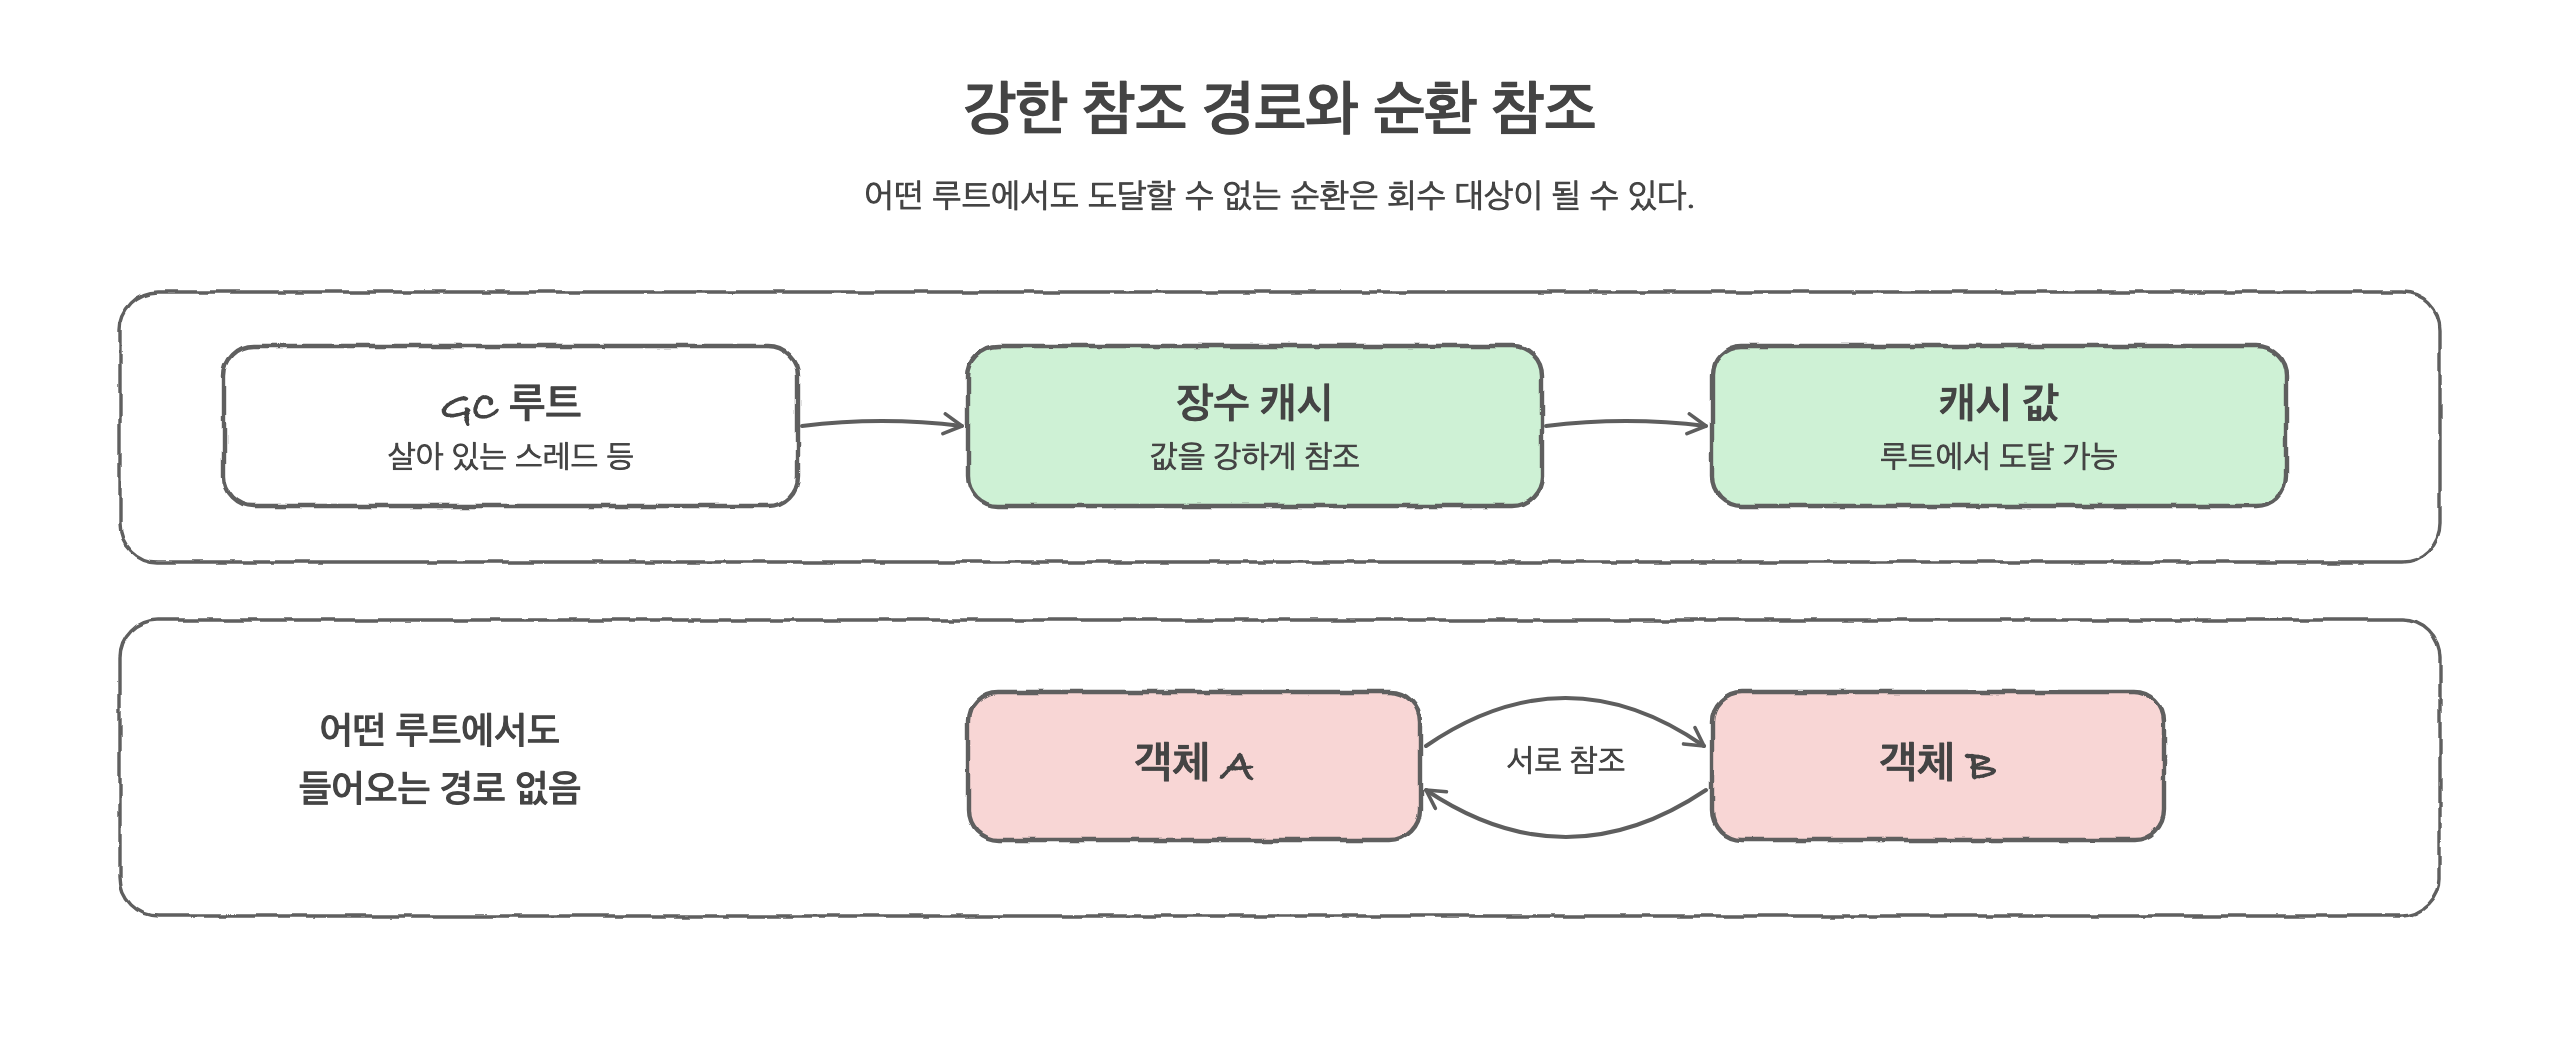 강한 참조 경로와 순환 참조
어떤 루트에서도 도달할 수 없는 순환은 회수 대상이 될 수 있다.
GC 루트
살아 있는 스레드 등
장수 캐시
값을 강하게 참조
캐시 값
루트에서 도달 가능
어떤 루트에서도
들어오는 경로 없음
객체 A
서로 참조
객체 B